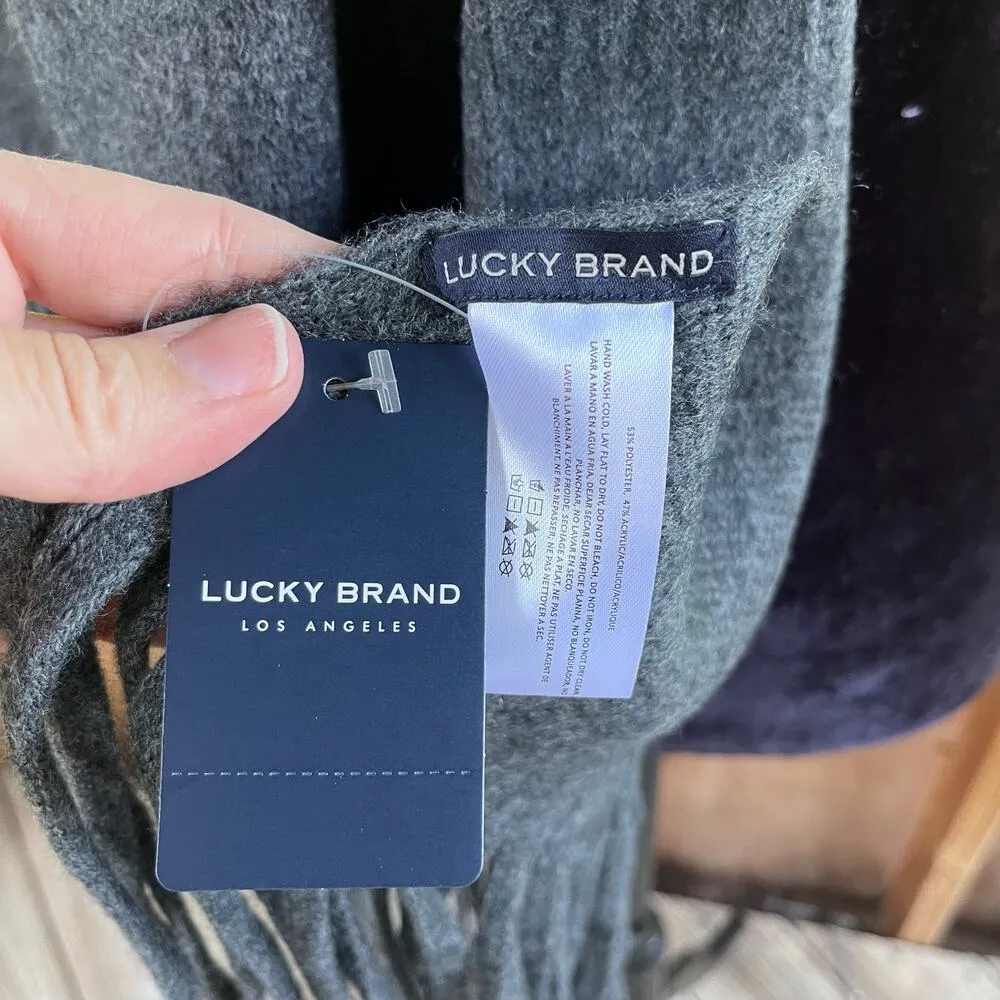 LUCKY BRAND
53% POLYESTER, 47% ACRYLIC/ACRILICO/ACRYLIQUE
HAND WASH COLD, LAY FLAT TO DRY, DO NOT BLEACH, DO NOT IRON, DO NOT DRY CLEAN
LAVAR A MANO EN AGUA FRIA, DEJAR SECAR SUPERFICIE PLANNA, NO BLANQUEADOR, NO
PLANCHAR, NO LAVAR EN SECO.
LAVER A LA MAIN A L'EAU FROIDE, SECHAGE A PLAT, NE PAS UTILISER AGENT DE
BLANCHIMENT, NE PAS REPASSER, NE PAS NETTOYER A SEC.
LUCKY BRAND
LOS ANGELES